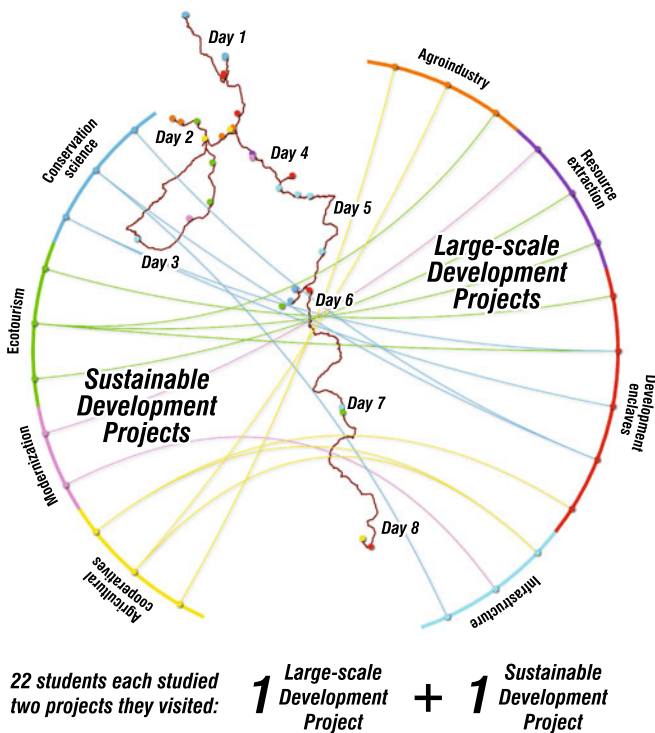 Day 1
Agroindustry
Day 2
Conservation
science
Day 4
Resource
extraction
Day 5
Day 3
Large-scale
Development
Projects
Day 6
Ecotourism
Sustainable
Development
Projects
Day 7
Development
enclaves
Modernization
Day 8
Agricultural
cooperatives
Infrastructure
22 students each studied
two projects they visited:
1 Large-scale
Development
Project
+
1 Sustainable
Development
Project